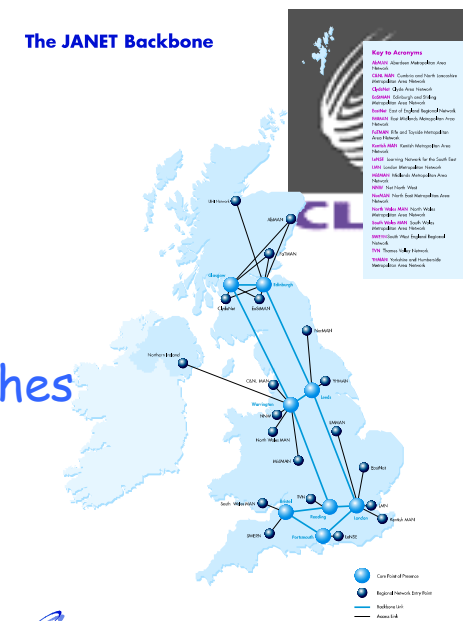 The JANET Backbone
Key to Acronyms
AbMAN Aberdeen Metropolitan Area
Network
C&NL MAN Cumbria and North Lancashire
Metropolitan Area Network
ClydeNet Clyde Area Network
EaStMAN Edinburgh and Stirling
Metropolitan Area Network
EastNet East of England Regional Network
EMMAN East Midlands Metropolitan Area
Network
FaTMAN Fife and Tayside Metropolitan
Area Network
Kentish MAN Kentish Metropolitan Area
Network
LeNSE Learning Network for the South East
LMN London Metropolitan Network
MidMAN Midlands Metropolitan Area
Network
NNW Net North West
NorMAN North East Metropolitan Area
Network
North Wales MAN North Wales
Metropolitan Area Network
South Wales MAN South Wales
Metropolitan Area Network
SWERN South West England Regional
Network
TVN Thames Valley Network
YHMAN Yorkshire and Humberside
Metropolitan Area Network
CL
UHI Network
AbMAN
FaTMAN
Glasgow
Edinburgh
ClydeNet
EaStMAN
NorMAN
Northern Ireland
hes
C&NL MAN
YHMAN
Leeds
Warrington
NNW
EMMAN
North Wales MAN
MidMAN
EastNet
TVN
South Wales MAN
Bristol
LMN
Reading
London
Kentish MAN
SWERN
Portsmouth
LeNSE
Core Point of Presence
Regional Network Entry Point
Backbone Link
Access Link